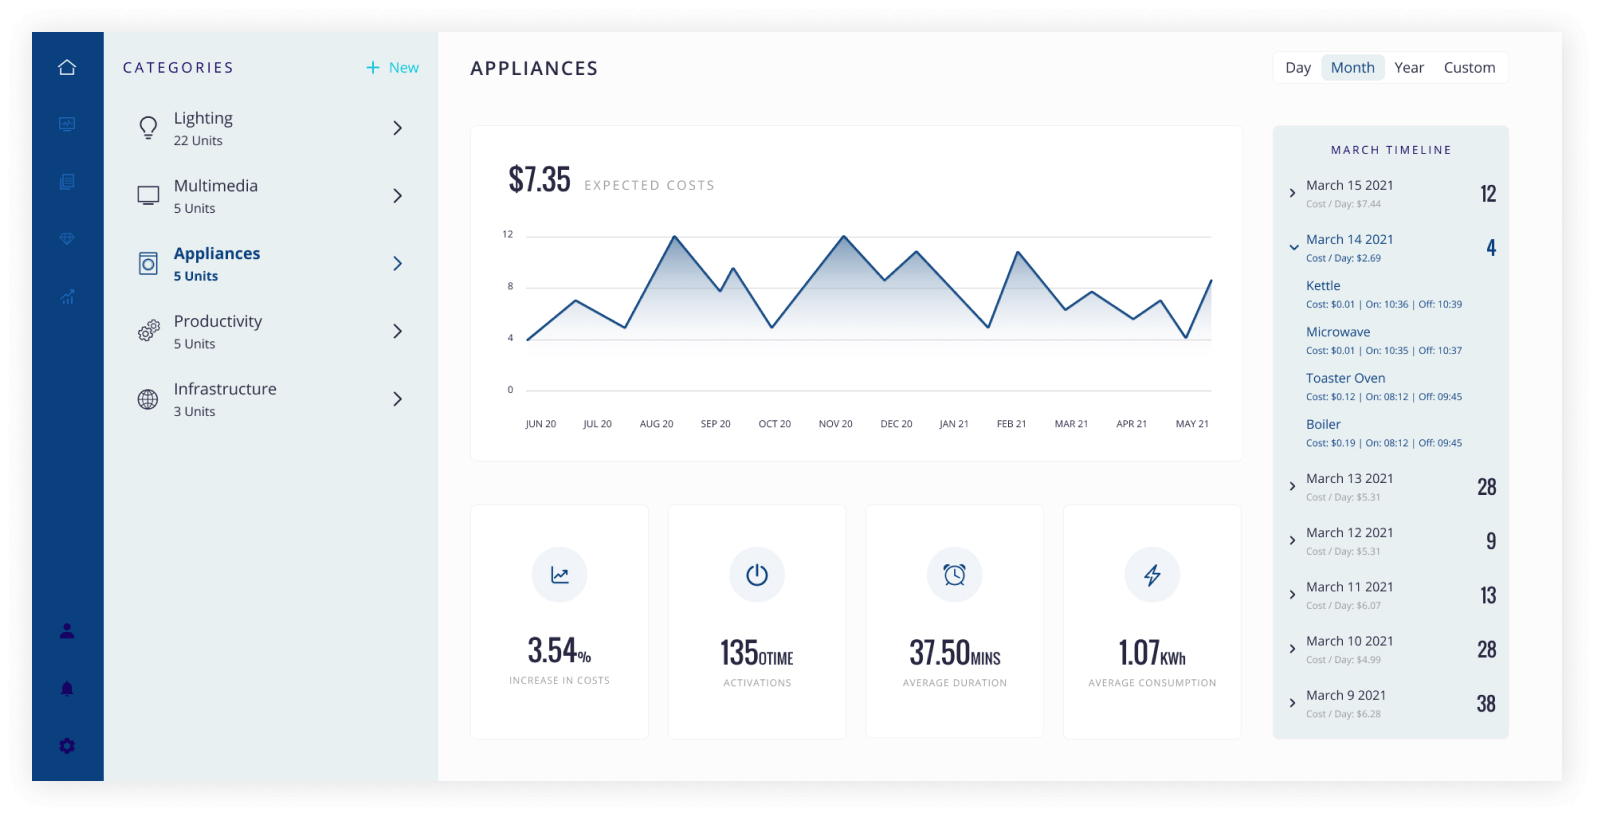 CATEGORIES
+ New
Lighting
22 Units
Multimedia
5 Units
Appliances
5 Units
Productivity
5 Units
Infrastructure
3 Units
APPLIANCES
Day Month Year Custom
$7.35 EXPECTED COSTS
12
8
4
0
JUN 20 JUL 20 AUG 20 SEP 20 OCT 20 NOV 20 DEC 20 JAN 21 FEB 21 MAR 21 APR 21 MAY 21
3.54%
INCREASE IN COSTS
135OTIME
ACTIVATIONS
37.50MINS
AVERAGE DURATION
1.07KWh
AVERAGE CONSUMPTION
MARCH TIMELINE
March 15 2021 12
Cost / Day: $7.44
March 14 2021 4
Cost / Day: $2.69
Kettle
Cost: $0.01 | On: 10:36 | Off: 10:39
Microwave
Cost: $0.01 | On: 10:35 | Off: 10:37
Toaster Oven
Cost: $0.12 | On: 08:12 | Off: 09:45
Boiler
Cost: $0.19 | On: 08:12 | Off: 09:45
March 13 2021 28
Cost / Day: $5.31
March 12 2021 9
Cost / Day: $5.31
March 11 2021 13
Cost / Day: $6.07
March 10 2021 28
Cost / Day: $4.99
March 9 2021 38
Cost / Day: $6.28